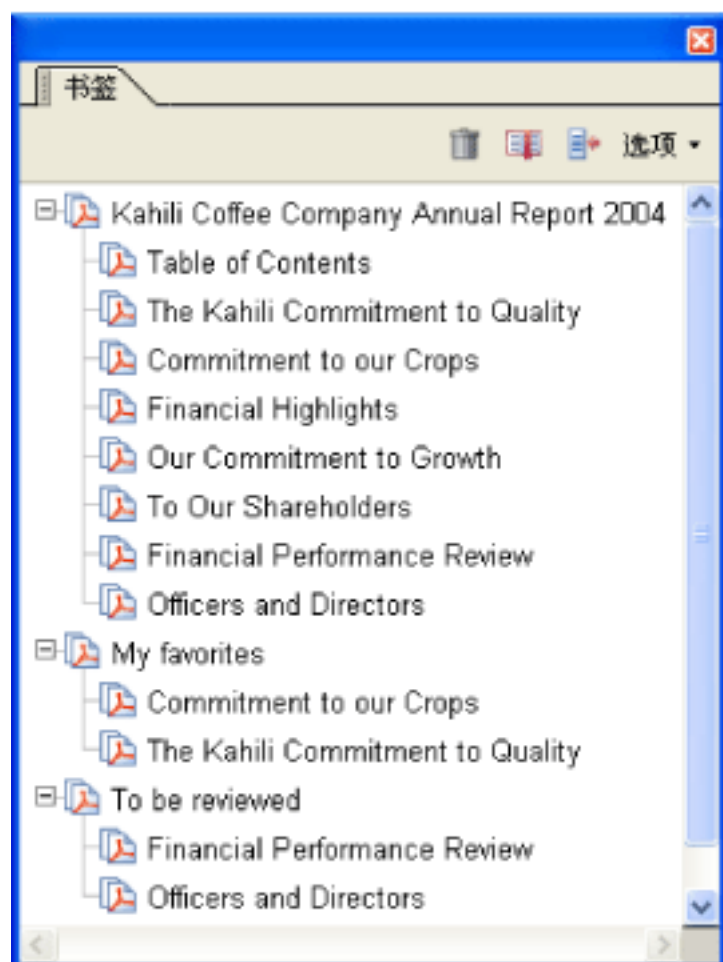 书签
选项
Kahili Coffee Company Annual Report 2004
Table of Contents
The Kahili Commitment to Quality
Commitment to our Crops
Financial Highlights
Our Commitment to Growth
To Our Shareholders
Financial Performance Review
Officers and Directors
My favorites
Commitment to our Crops
The Kahili Commitment to Quality
To be reviewed
Financial Performance Review
Officers and Directors